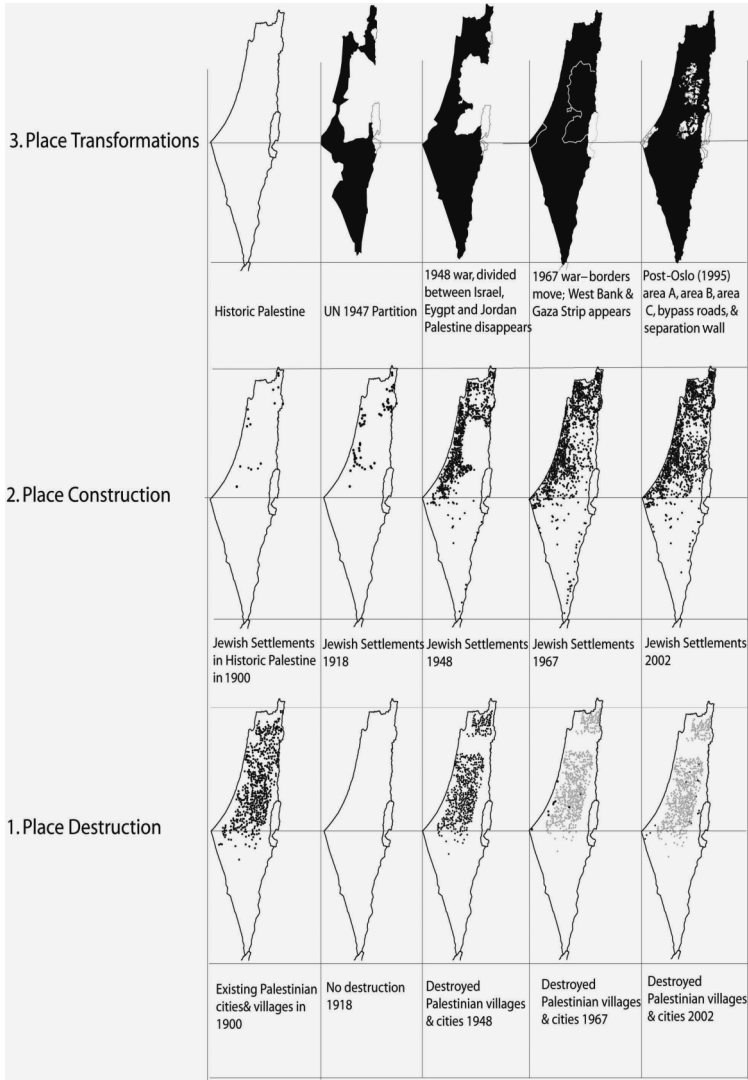 3. Place Transformations
Historic Palestine
UN 1947 Partition
1948 war, divided
between Israel,
Eygpt and Jordan
Palestine disappears
1967 war– borders
move; West Bank &
Gaza Strip appears
Post-Oslo (1995)
area A, area B, area
C, bypass roads, &
separation wall
2. Place Construction
Jewish Settlements
in Historic Palestine
in 1900
Jewish Settlements
1918
Jewish Settlements
1948
Jewish Settlements
1967
Jewish Settlements
2002
1. Place Destruction
Existing Palestinian
cities& villages in
1900
No destruction
1918
Destroyed
Palestinian villages
& cities 1948
Destroyed
Palestinian villages
& cities 1967
Destroyed
Palestinian villages
& cities 2002